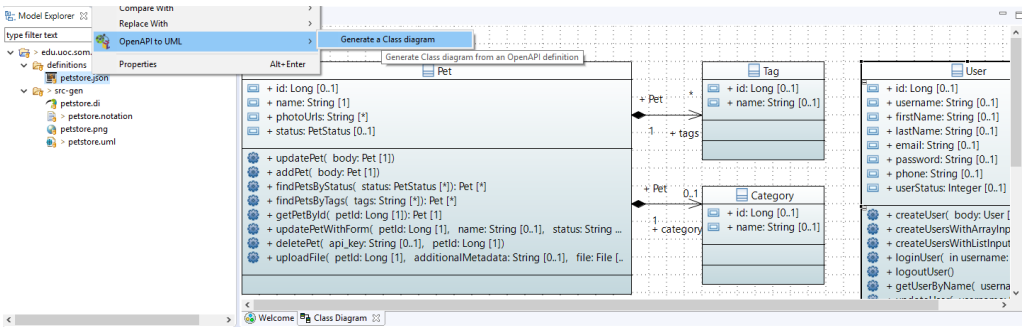 Model Explorer
type filter text
> edu.uoc.som.
definitions
petstore.json
> src-gen
petstore.di
> petstore.notation
petstore.png
> petstore.uml
Compare With
Replace With
OpenAPI to UML
Properties Alt+Enter
Generate a Class diagram
Generate Class diagram from an OpenAPI definition
Pet
+ id: Long [0..1]
+ name: String [1]
+ photoUrls: String [*]
+ status: PetStatus [0..1]
+ updatePet( body: Pet [1])
+ addPet( body: Pet [1])
+ findPetsByStatus( status: PetStatus [*]): Pet [*]
+ findPetsByTags( tags: String [*]): Pet [*]
+ getPetById( petId: Long [1]): Pet [1]
+ updatePetWithForm( petId: Long [1], name: String [0..1], status: String ...
+ deletePet( api_key: String [0..1], petId: Long [1])
+ uploadFile( petId: Long [1], additionalMetadata: String [0..1], file: File [..
+ Pet *
1 + tags
Tag
+ id: Long [0..1]
+ name: String [0..1]
+ Pet 0..1
1
+ category
Category
+ id: Long [0..1]
+ name: String [0..1]
User
+ id: Long [0..1]
+ username: String [0..1]
+ firstName: String [0..1]
+ lastName: String [0..1]
+ email: String [0..1]
+ password: String [0..1]
+ phone: String [0..1]
+ userStatus: Integer [0..1]
+ createUser( body: User [
+ createUsersWithArrayInp
+ createUsersWithListInput
+ loginUser( in username:
+ logoutUser()
+ getUserByName( userna
Welcome
Class Diagram